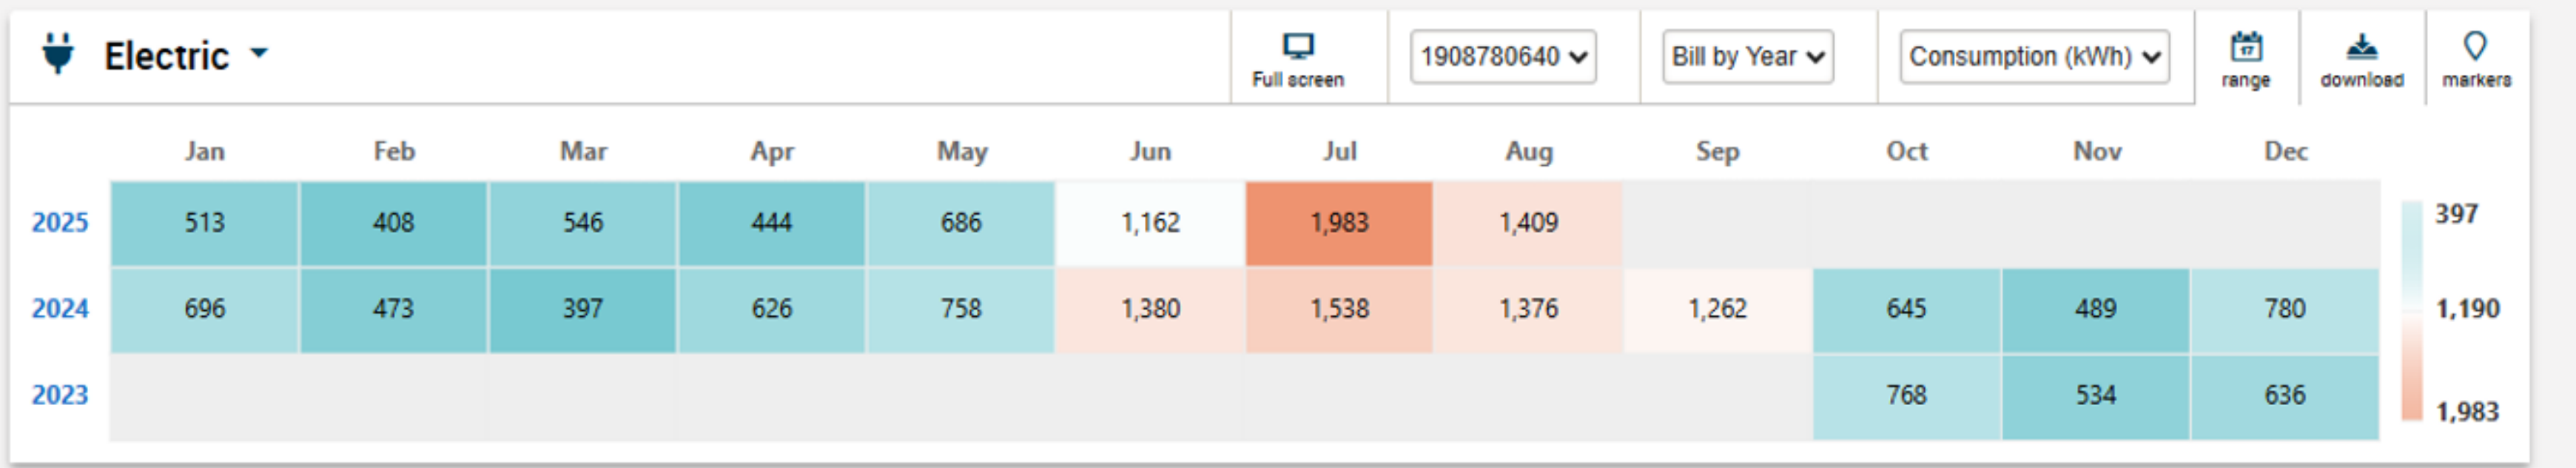 Electric
Full screen
1908780640
Bill by Year
Consumption (kWh)
17
range
download
markers
Jan Feb Mar Apr May Jun Jul Aug Sep Oct Nov Dec
2025 513 408 546 444 686 1,162 1,983 1,409
397
2024 696 473 397 626 758 1,380 1,538 1,376 1,262 645 489 780
1,190
2023 768 534 636
1,983